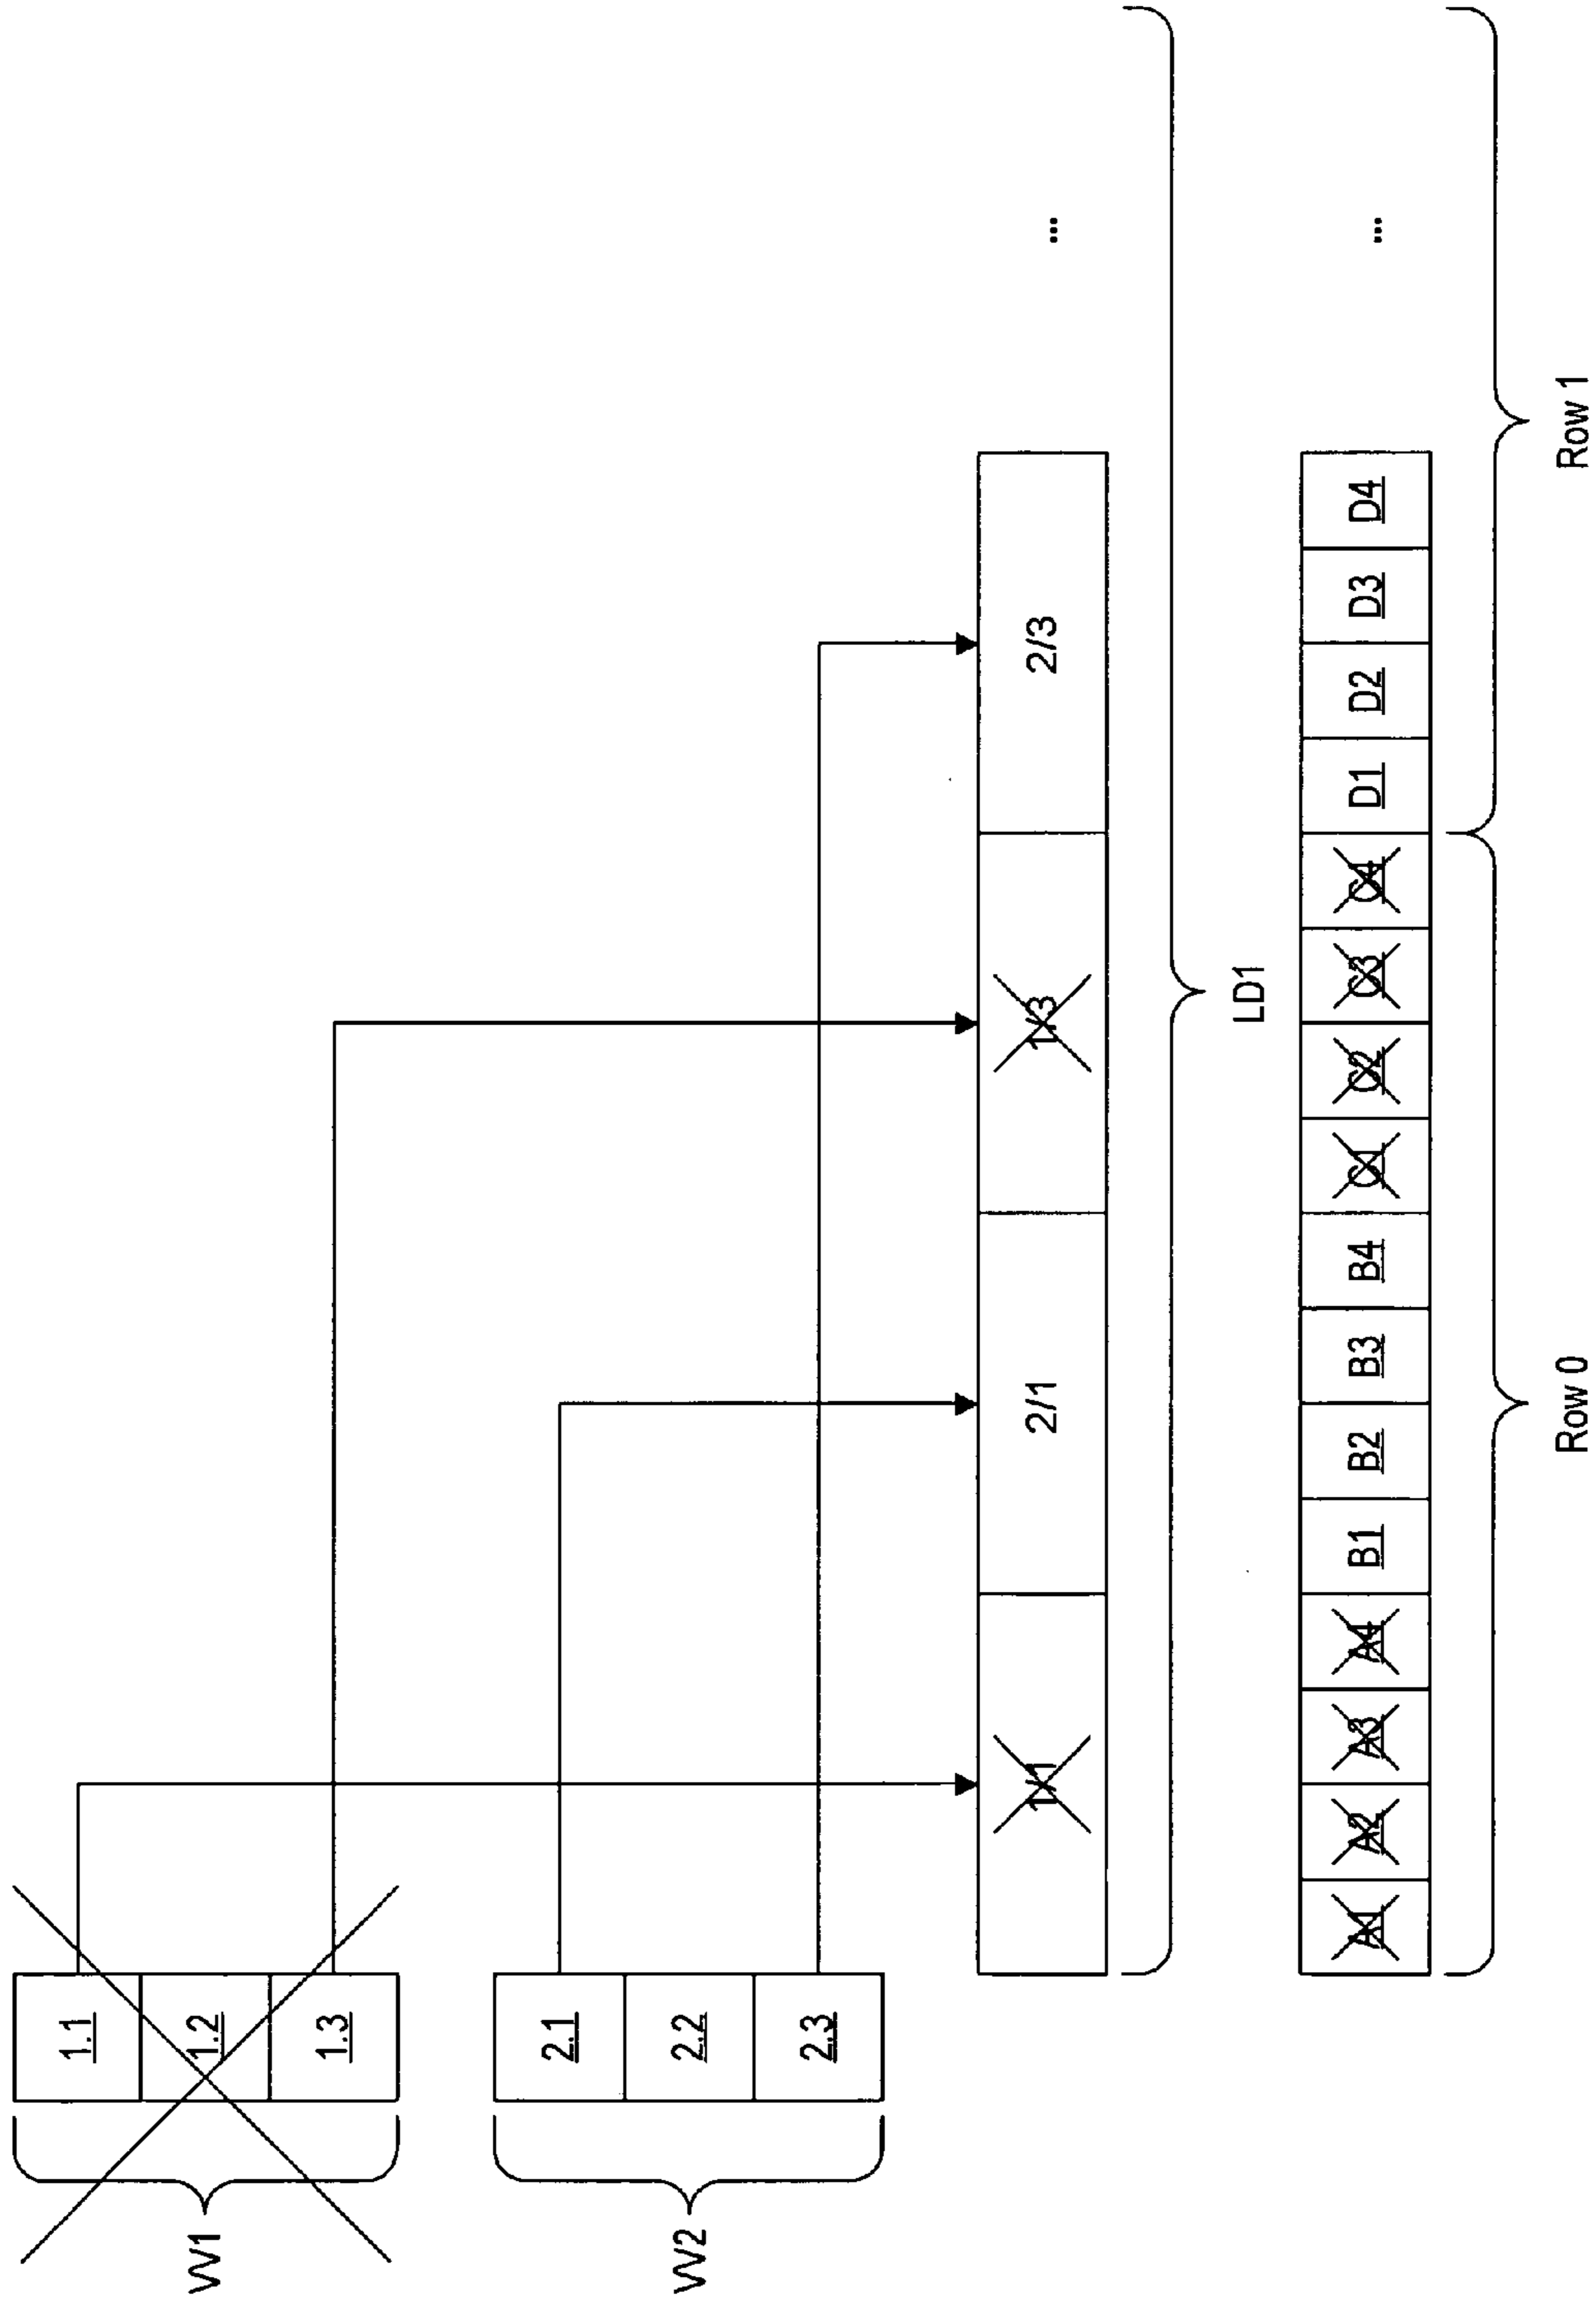 1.1
VV1 1.2
1.3
2.1
VV2 2.2
2.3
1/1 2/1 1/3 2/3 ...
LD1
A1 A2 A3 A4 B1 B2 B3 B4 C1 C2 C3 C4 D1 D2 D3 D4 ...
Row 0 Row 1